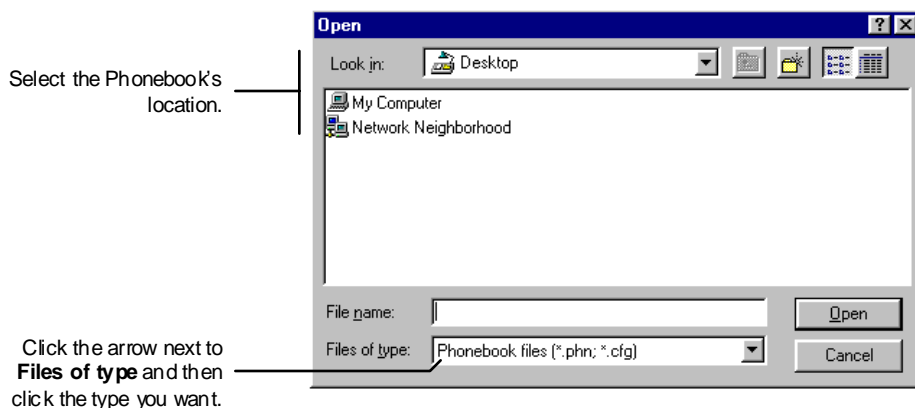 Open
Look in: Desktop
Select the Phonebook's
location.
My Computer
Network Neighborhood
File name:
Open
Click the arrow next to
Files of type and then
click the type you want.
Files of type: Phonebook files (*.phn; *.cfg)
Cancel